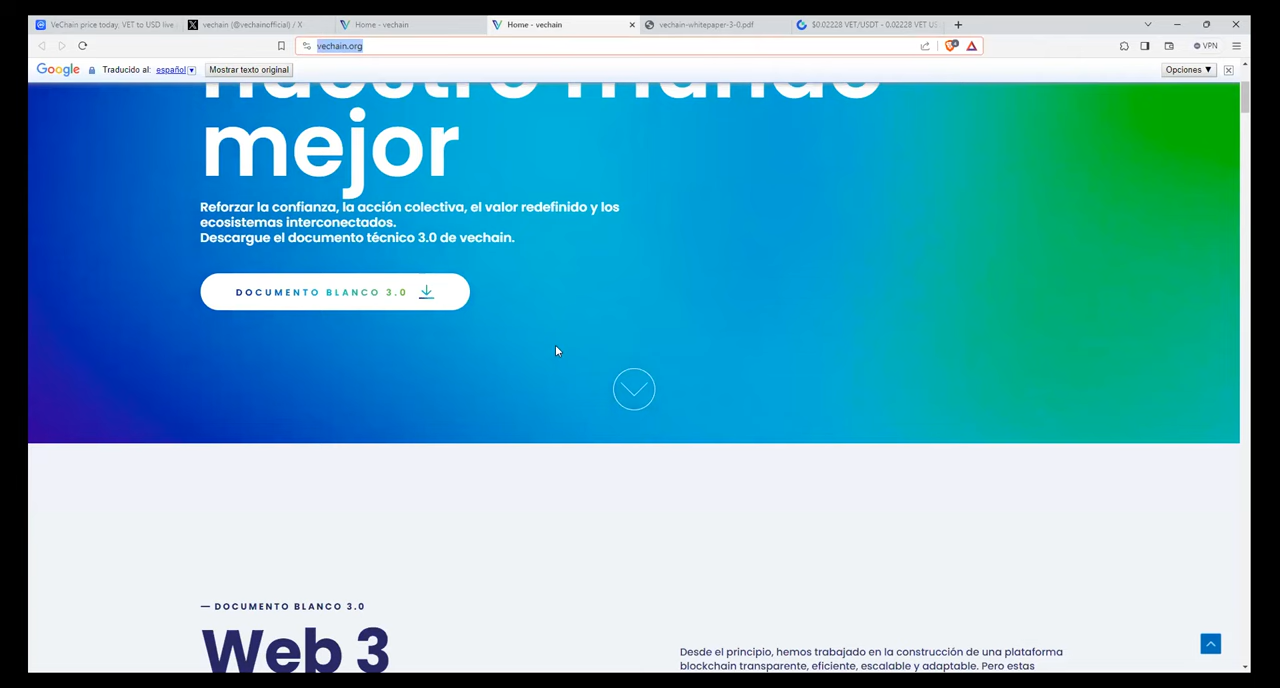 VeChain price today, VET to USD live
vechain (@vechainofficial) / X
Home - vechain
Home - vechain
vechain-whitepaper-3-0.pdf
$0.02228 VET/USDT - 0.02228 VET US
vechain.org
VPN
Google
Traducido al:
español
Mostrar texto original
Opciones ▼
nuestro mundo
mejor
Reforzar la confianza, la acción colectiva, el valor redefinido y los
ecosistemas interconectados.
Descargue el documento técnico 3.0 de vechain.
DOCUMENTO BLANCO 3.0
— DOCUMENTO BLANCO 3.0
Web 3
Desde el principio, hemos trabajado en la construcción de una plataforma
blockchain transparente, eficiente, escalable y adaptable. Pero estas